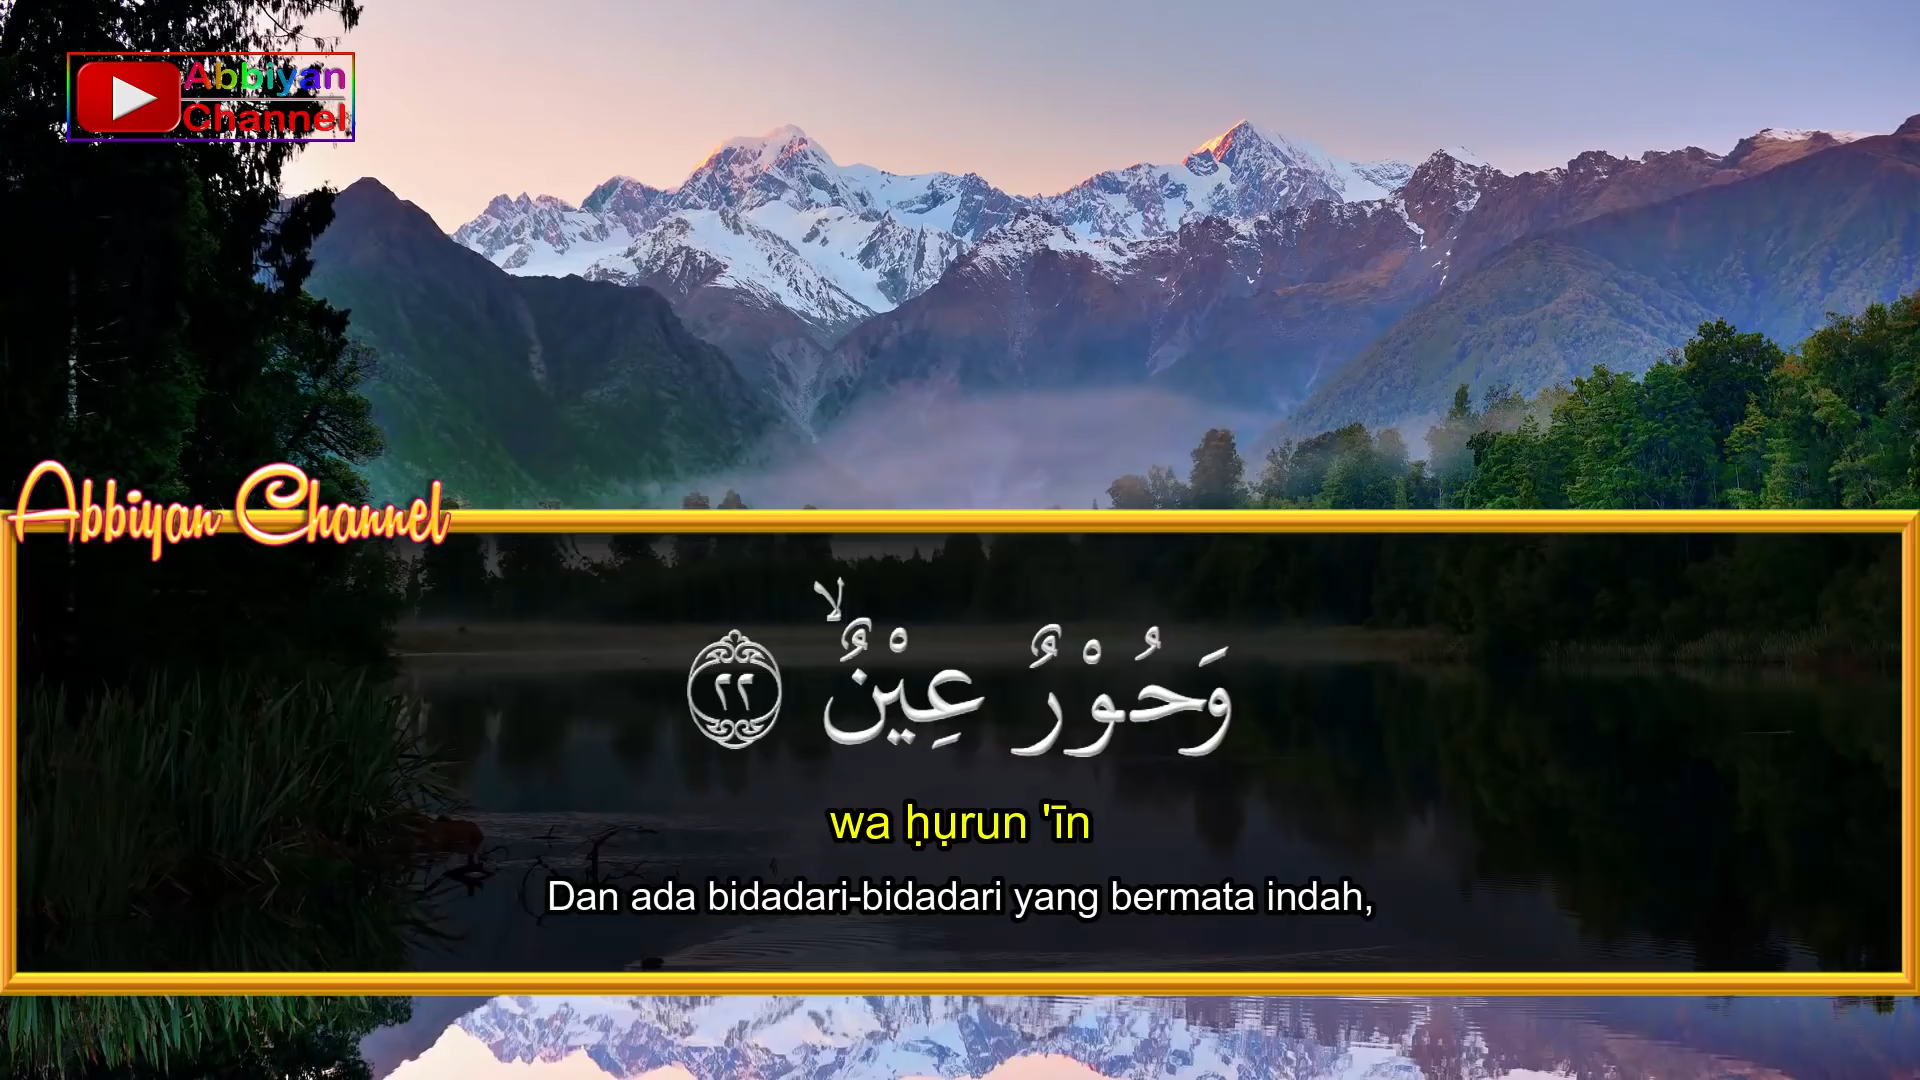 Abbiyan
Channel
Abbiyan Channel
وَحُوْرٌ عِيْنٌۙ ٢٢
wa ḥụrun 'īn
Dan ada bidadari-bidadari yang bermata indah,